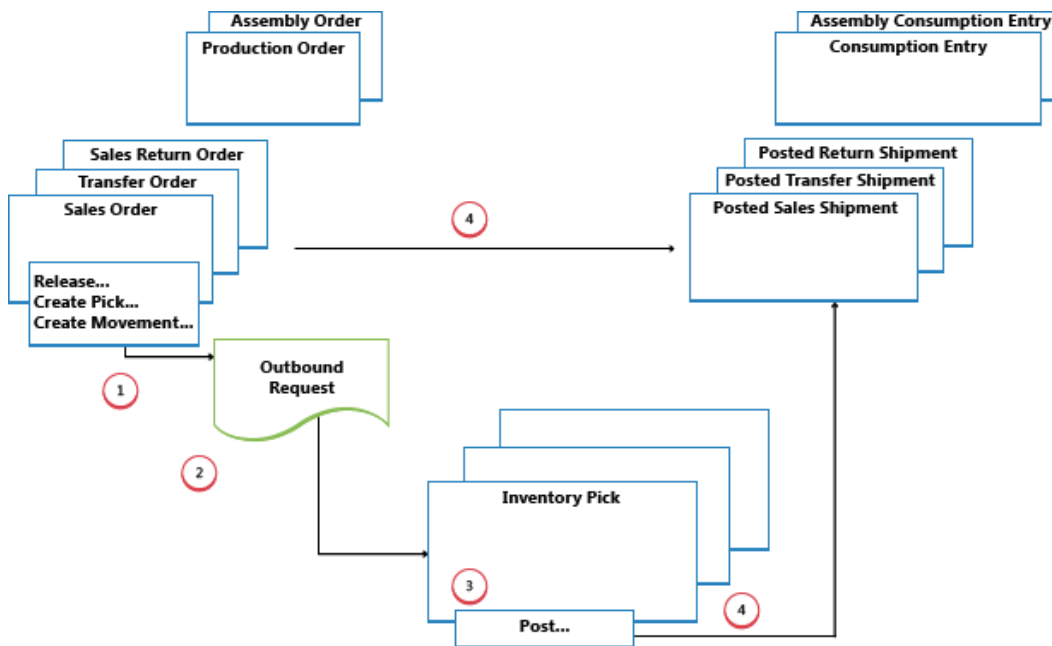 Assembly Order
Production Order
Assembly Consumption Entry
Consumption Entry
Sales Return Order
Transfer Order
Sales Order
Posted Return Shipment
Posted Transfer Shipment
Posted Sales Shipment
4
Release...
Create Pick...
Create Movement...
1
Outbound
Request
2
Inventory Pick
3
4
Post...